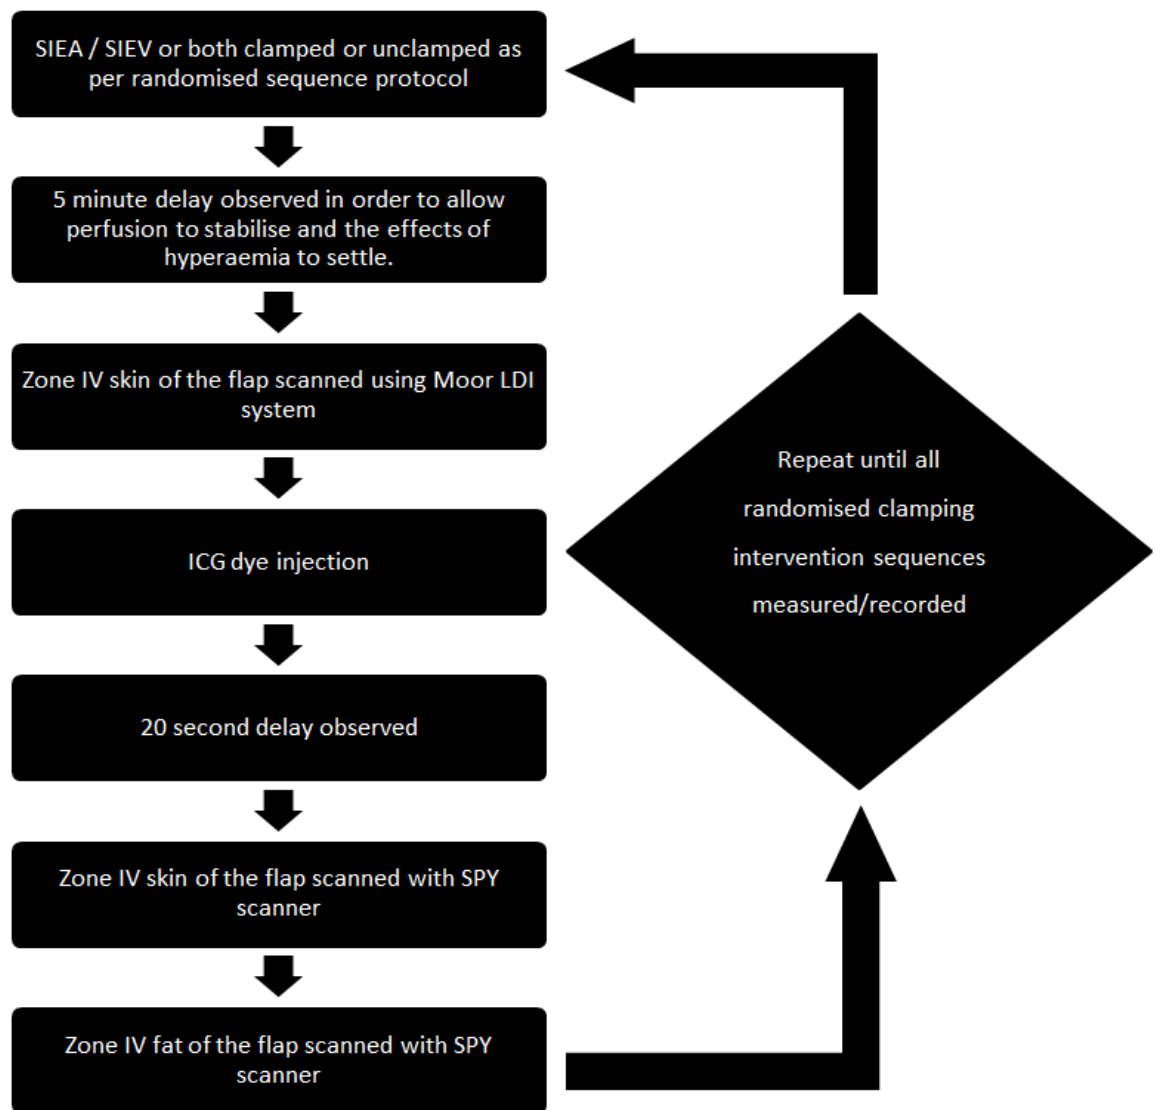 SIEA / SIEV or both clamped or unclamped as
per randomised sequence protocol
5 minute delay observed in order to allow
perfusion to stabilise and the effects of
hyperaemia to settle.
Zone IV skin of the flap scanned using Moor LDI
system
ICG dye injection
20 second delay observed
Zone IV skin of the flap scanned with SPY
scanner
Zone IV fat of the flap scanned with SPY
scanner
Repeat until all
randomised clamping
intervention sequences
measured/recorded